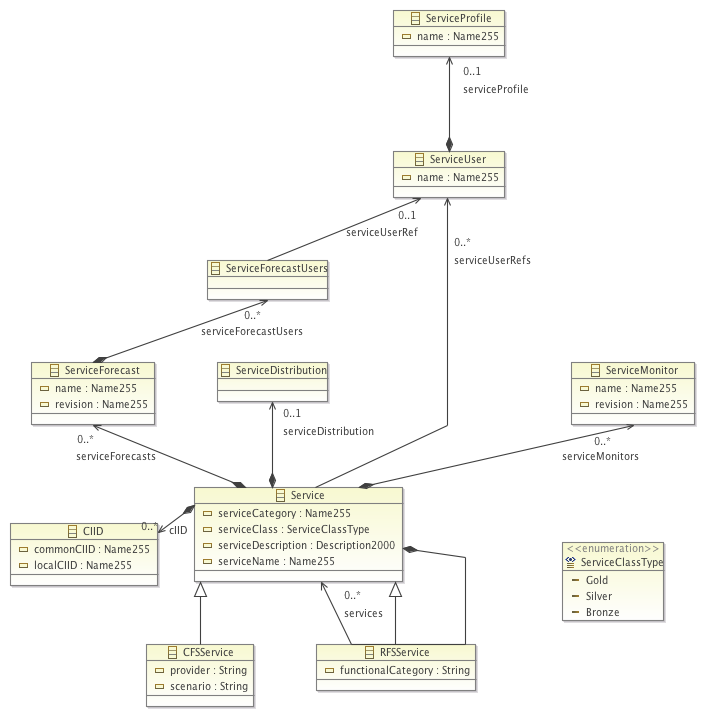 ServiceProfile
name : Name255
0..1
serviceProfile
ServiceUser
name : Name255
0..1
serviceUserRef
0..*
serviceUserRefs
ServiceForecastUsers
0..*
serviceForecastUsers
ServiceForecast
name : Name255
revision : Name255
ServiceDistribution
ServiceMonitor
name : Name255
revision : Name255
0..1
serviceDistribution
0..*
serviceForecasts
0..*
serviceMonitors
Service
serviceCategory : Name255
serviceClass : ServiceClassType
serviceDescription : Description2000
serviceName : Name255
0..*
cIID
CIID
commonCIID : Name255
localCIID : Name255
<<enumeration>>
ServiceClassType
Gold
Silver
Bronze
0..*
services
CFSService
provider : String
scenario : String
RFSService
functionalCategory : String